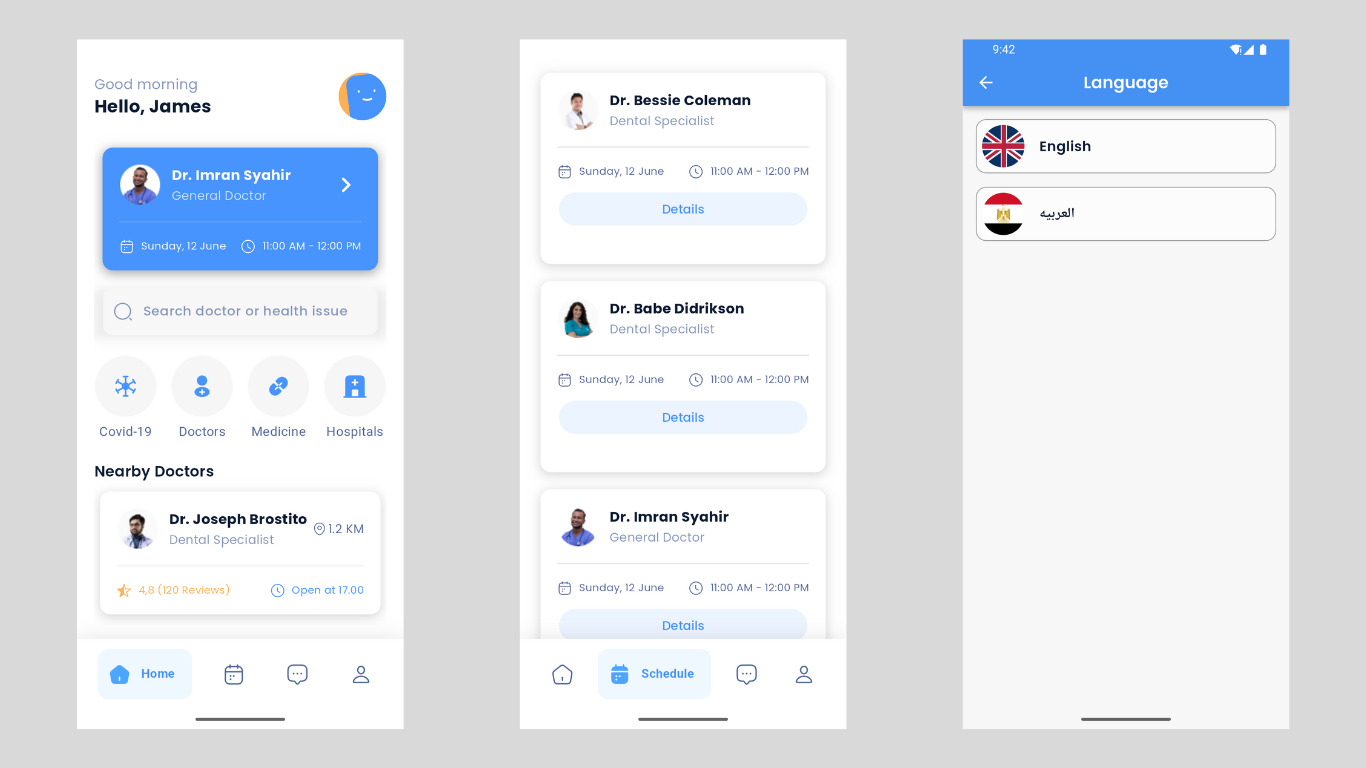 Good morning
Hello, James
Dr. Imran Syahir
General Doctor
Sunday, 12 June
11:00 AM - 12:00 PM
Search doctor or health issue
Covid-19
Doctors
Medicine
Hospitals
Nearby Doctors
Dr. Joseph Brostito
1.2 KM
Dental Specialist
4,8 (120 Reviews)
Open at 17.00
Home
Dr. Bessie Coleman
Dental Specialist
Sunday, 12 June
11:00 AM - 12:00 PM
Details
Dr. Babe Didrikson
Dental Specialist
Sunday, 12 June
11:00 AM - 12:00 PM
Details
Dr. Imran Syahir
General Doctor
Sunday, 12 June
11:00 AM - 12:00 PM
Details
Schedule
9:42
Language
English
العربيه